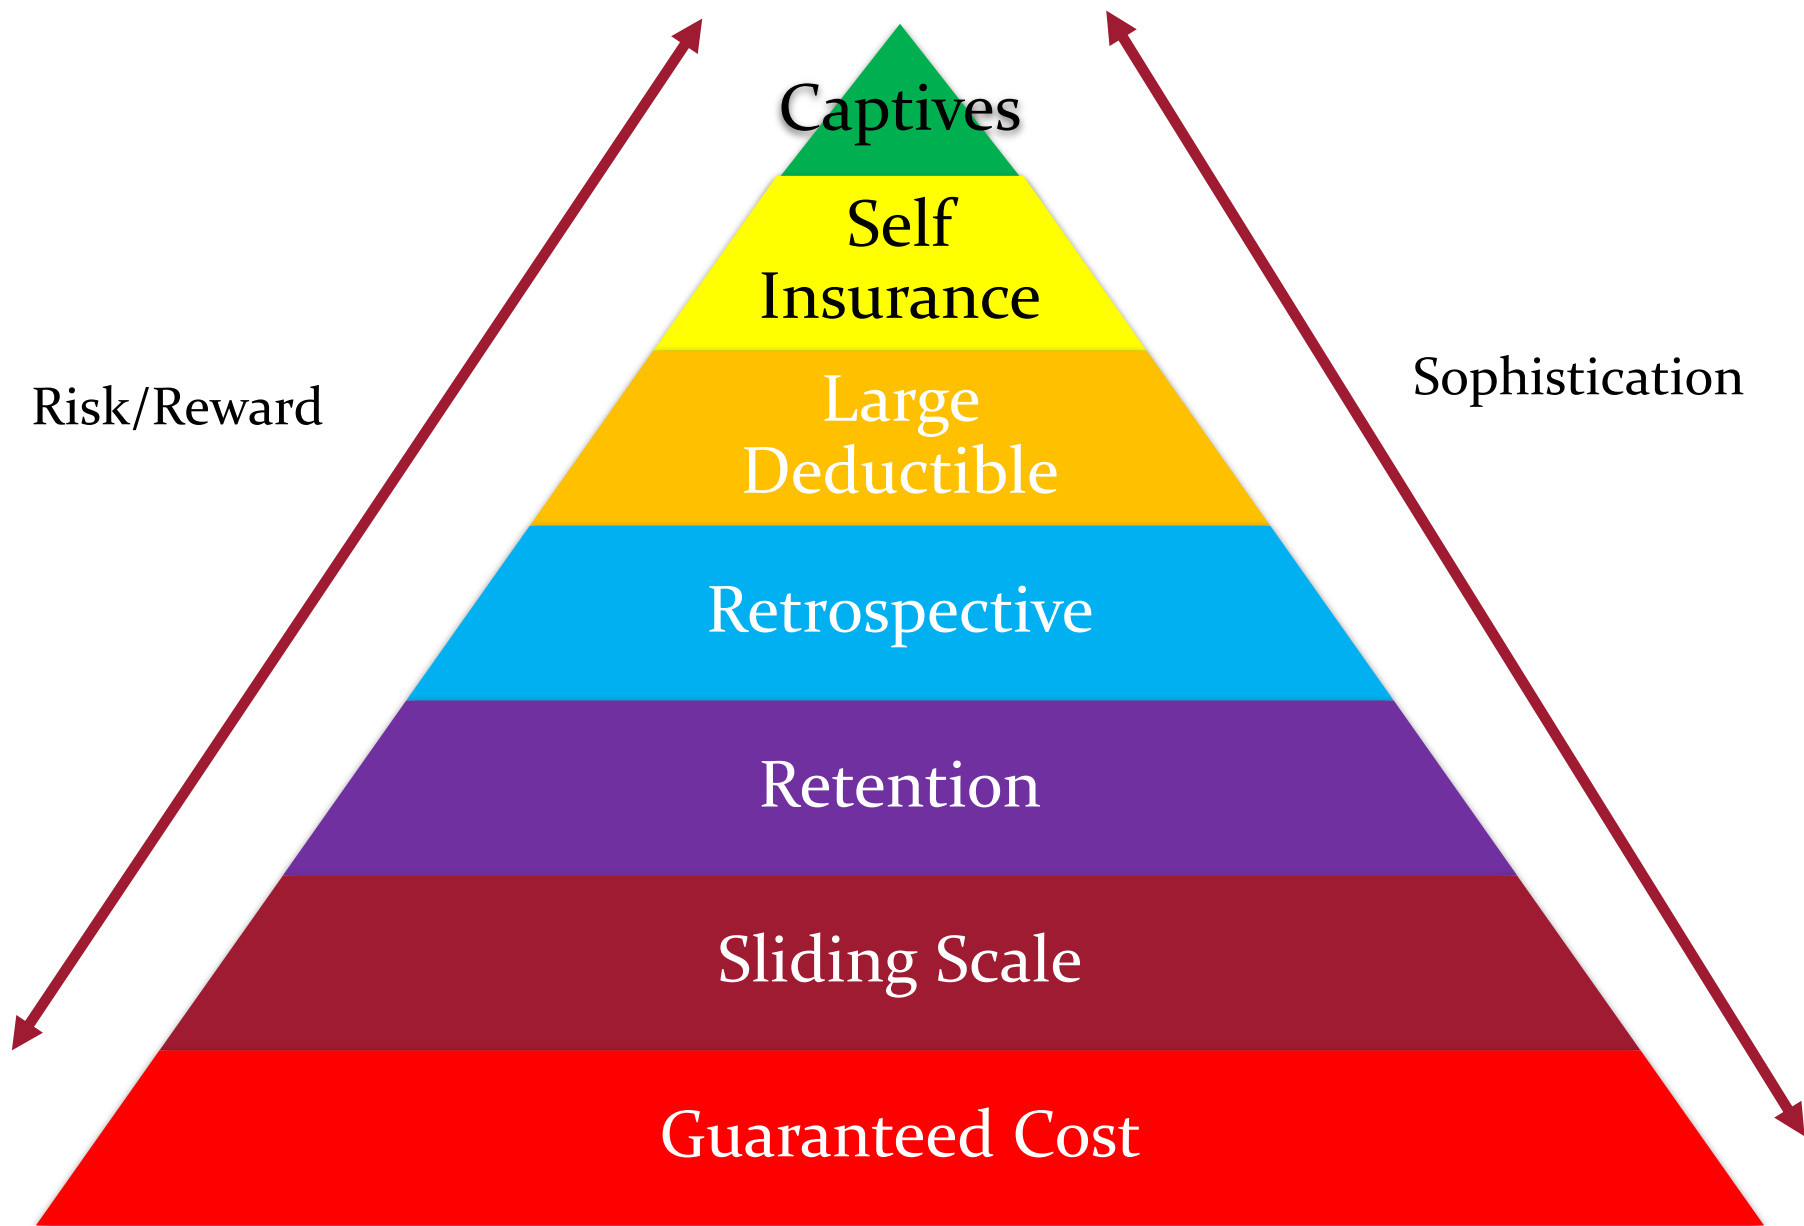 Captives
Self
Insurance
Large
Deductible
Risk/Reward
Sophistication
Retrospective
Retention
Sliding Scale
Guaranteed Cost